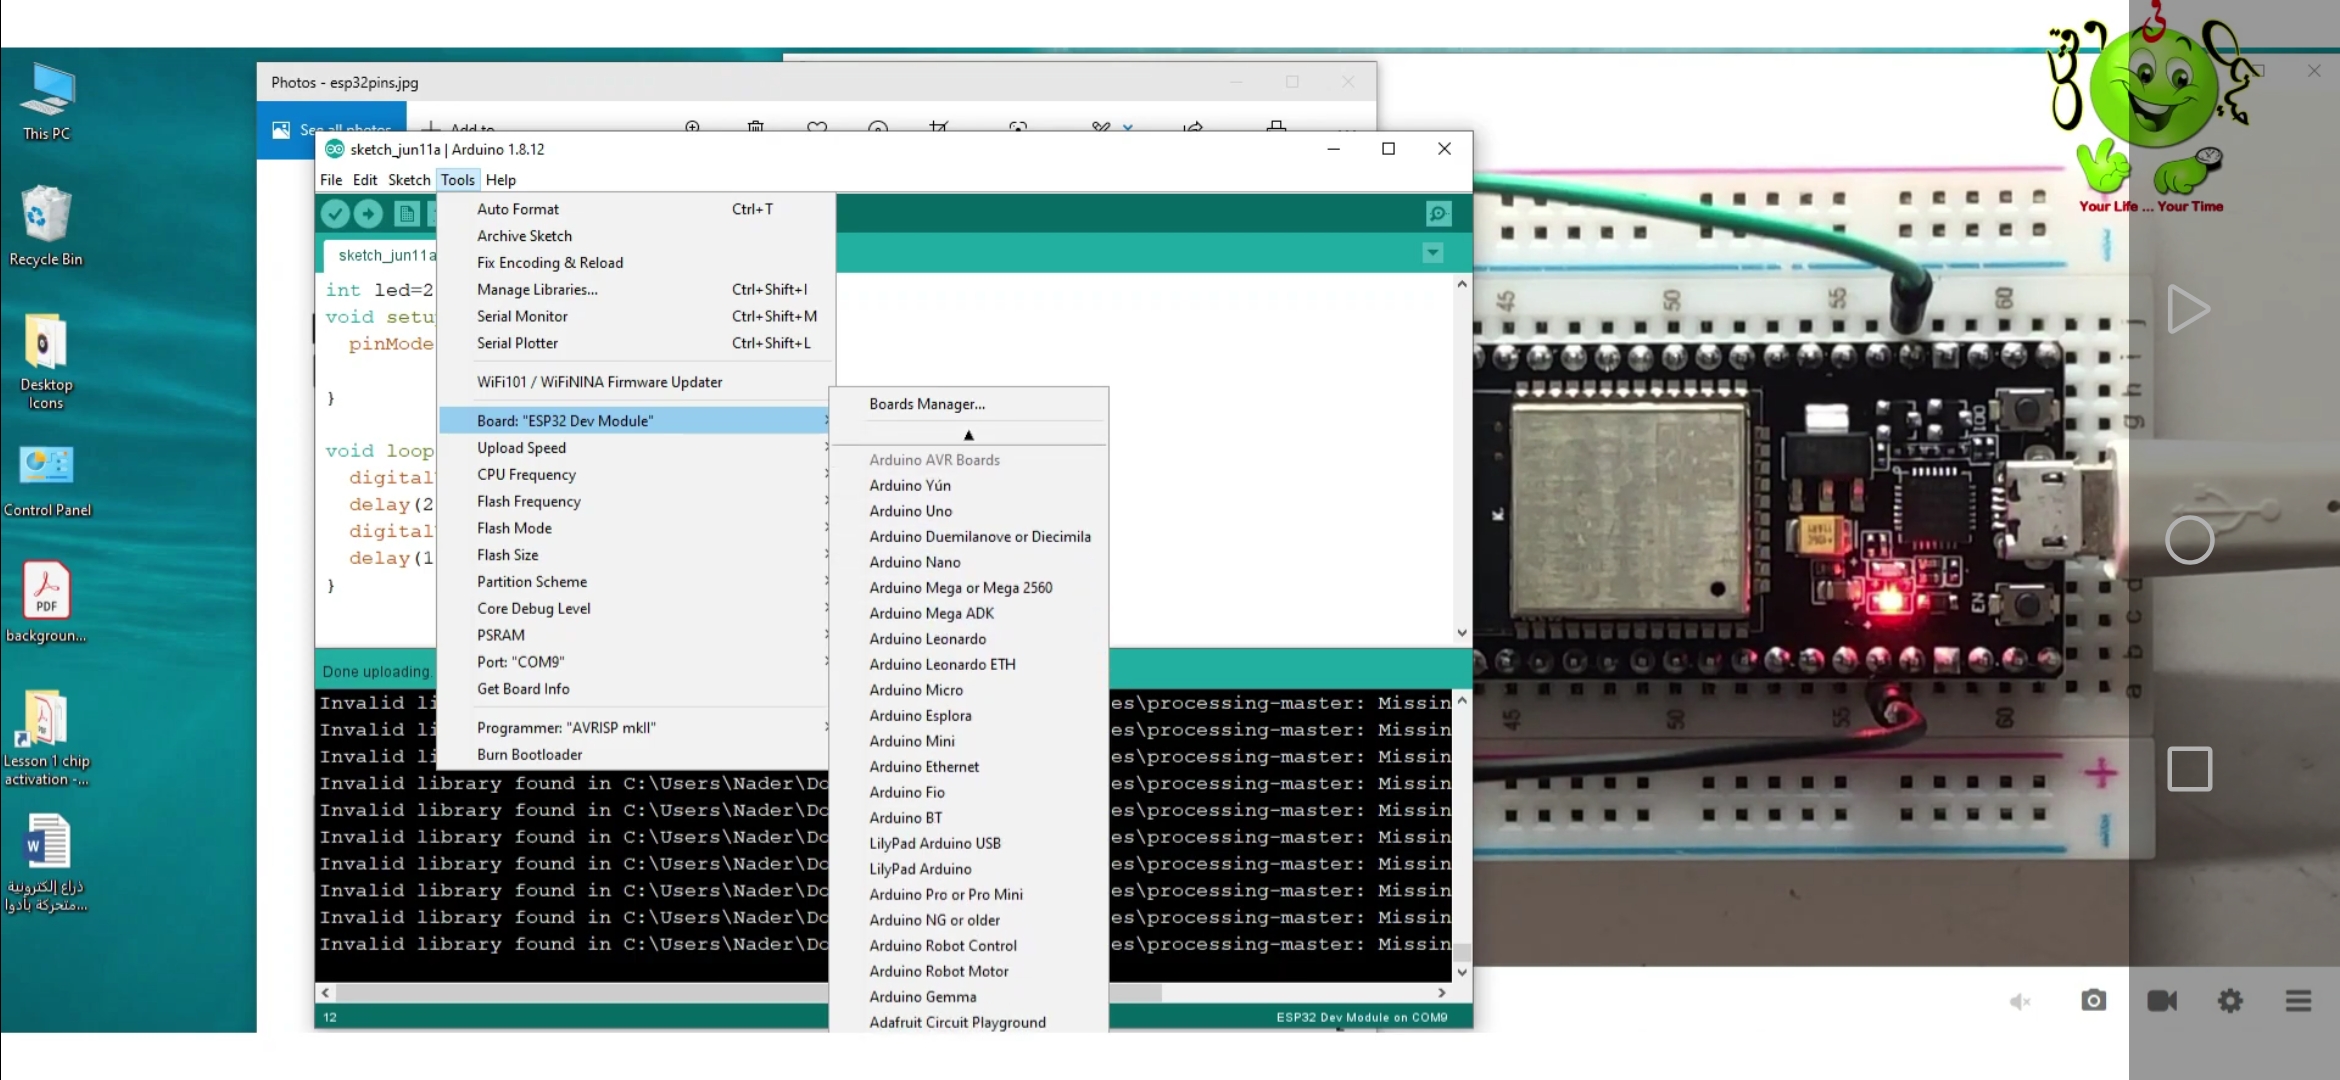 This PC
Recycle Bin
Desktop
Icons
Control Panel
PDF
backgroun...
Lesson 1 chip
activation -...
W
ذراع إلكترونية
متحركة بأدوا...
Photos - esp32pins.jpg
See all photos
Add to
sketch_jun11a | Arduino 1.8.12
File Edit Sketch Tools Help
sketch_jun11a
int led=2
void setu
pinMode
}
void loop
digital
delay(2
digital
delay(1
}
Auto Format Ctrl+T
Archive Sketch
Fix Encoding & Reload
Manage Libraries... Ctrl+Shift+I
Serial Monitor Ctrl+Shift+M
Serial Plotter Ctrl+Shift+L
WiFi101 / WiFiNINA Firmware Updater
Board: "ESP32 Dev Module"
Upload Speed
CPU Frequency
Flash Frequency
Flash Mode
Flash Size
Partition Scheme
Core Debug Level
PSRAM
Port: "COM9"
Get Board Info
Programmer: "AVRISP mkII"
Burn Bootloader
Boards Manager...
Arduino AVR Boards
Arduino Yún
Arduino Uno
Arduino Duemilanove or Diecimila
Arduino Nano
Arduino Mega or Mega 2560
Arduino Mega ADK
Arduino Leonardo
Arduino Leonardo ETH
Arduino Micro
Arduino Esplora
Arduino Mini
Arduino Ethernet
Arduino Fio
Arduino BT
LilyPad Arduino USB
LilyPad Arduino
Arduino Pro or Pro Mini
Arduino NG or older
Arduino Robot Control
Arduino Robot Motor
Arduino Gemma
Adafruit Circuit Playground
Done uploading.
Invalid li es\processing-master: Missin
Invalid li es\processing-master: Missin
Invalid li es\processing-master: Missin
Invalid library found in C:\Users\Nader\Do es\processing-master: Missin
Invalid library found in C:\Users\Nader\Do es\processing-master: Missin
Invalid library found in C:\Users\Nader\Do es\processing-master: Missin
Invalid library found in C:\Users\Nader\Do es\processing-master: Missin
Invalid library found in C:\Users\Nader\Do es\processing-master: Missin
Invalid library found in C:\Users\Nader\Do es\processing-master: Missin
Invalid library found in C:\Users\Nader\Do es\processing-master: Missin
12
ESP32 Dev Module on COM9
Your Life ... Your Time
45 50 55 60
j
i
h
g
IO0
EN
d
c
b
a
45 50 55 60